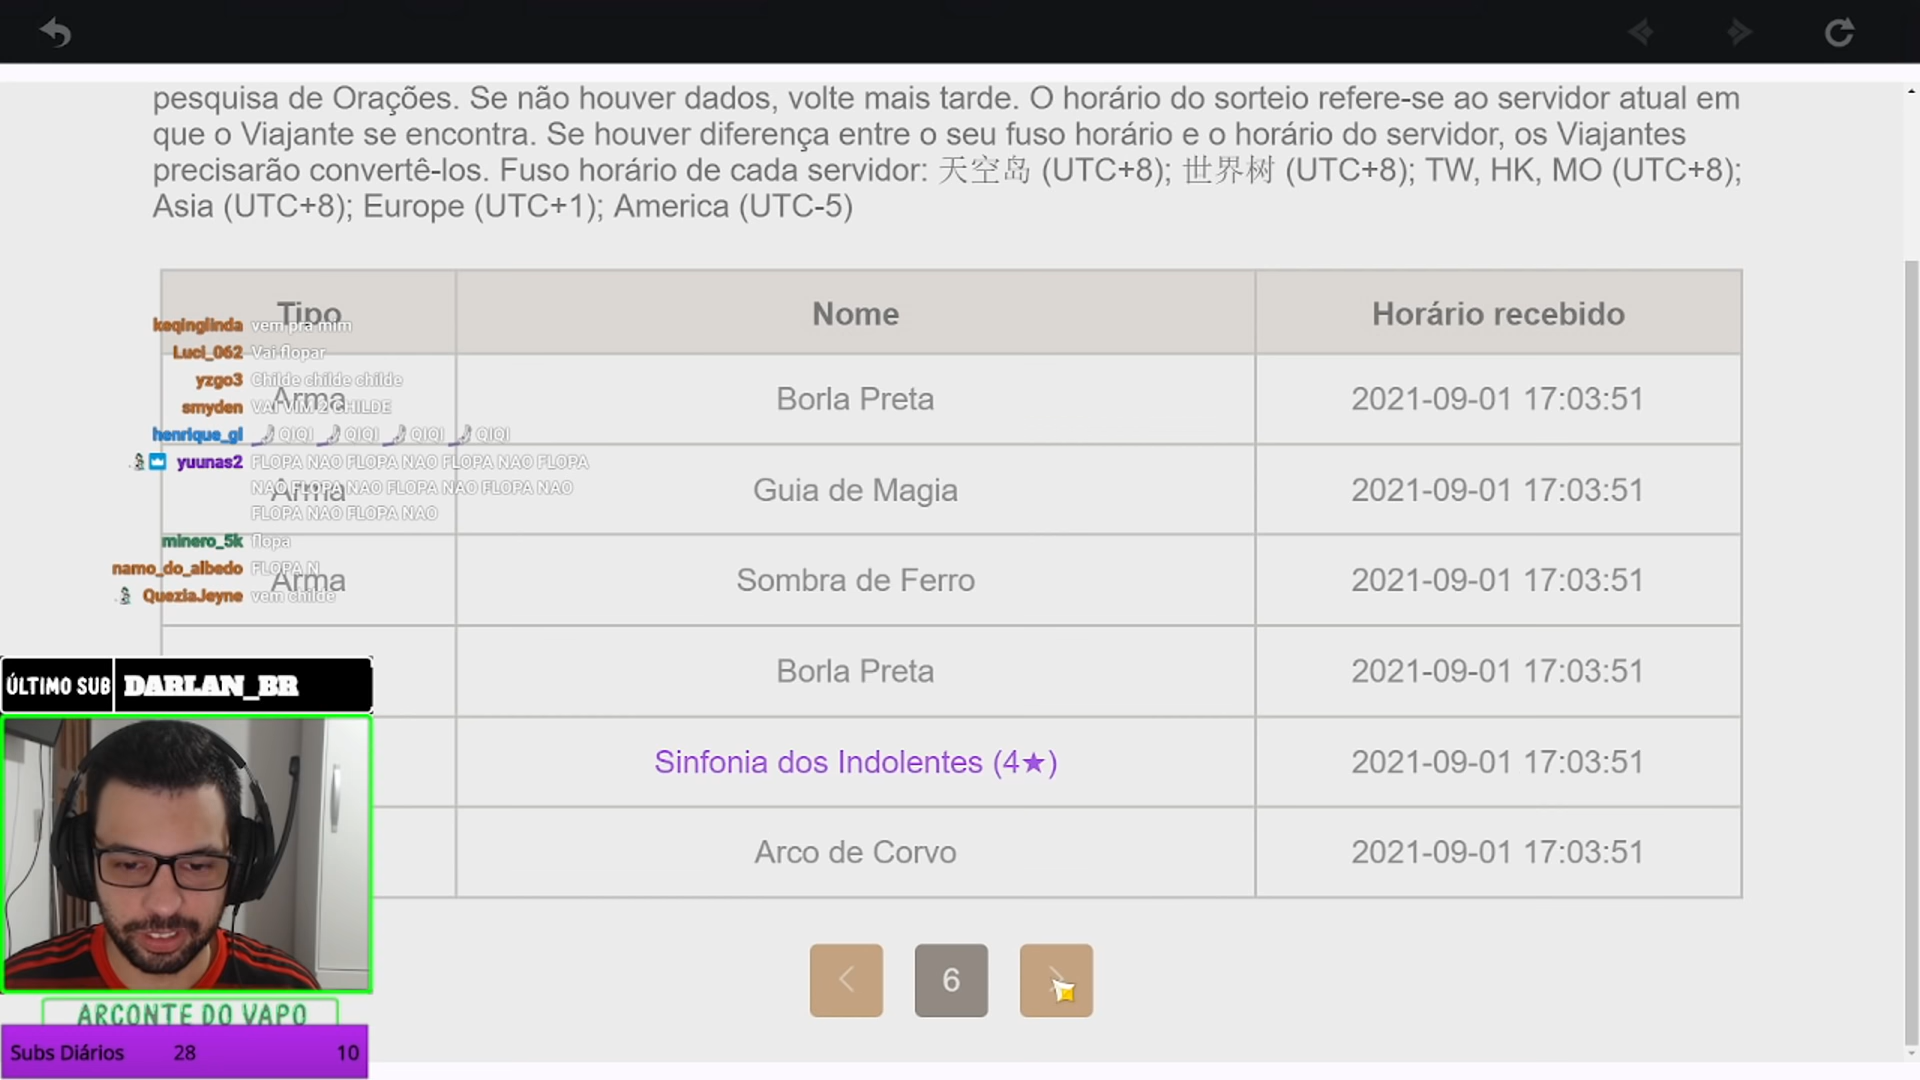 pesquisa de Orações. Se não houver dados, volte mais tarde. O horário do sorteio refere-se ao servidor atual em
que o Viajante se encontra. Se houver diferença entre o seu fuso horário e o horário do servidor, os Viajantes
precisarão convertê-los. Fuso horário de cada servidor: 天空岛 (UTC+8); 世界树 (UTC+8); TW, HK, MO (UTC+8);
Asia (UTC+8); Europe (UTC+1); America (UTC-5)
Tipo Nome Horário recebido
keqinglinda vem pra mim
Luci_062 Vai flopar
yzgo3 Childe childe childe
Arma Borla Preta 2021-09-01 17:03:51
smyden VAI VIM 2 CHILDE
henrique_gl QIQI QIQI QIQI QIQI
yuunas2 FLOPA NAO FLOPA NAO FLOPA NAO FLOPA
NAO FLOPA NAO FLOPA NAO FLOPA NAO
FLOPA NAO FLOPA NAO
Arma Guia de Magia 2021-09-01 17:03:51
minero_5k flopa
namo_do_albedo FLOPA N
Arma Sombra de Ferro 2021-09-01 17:03:51
QueziaJeyne vem childe
Borla Preta 2021-09-01 17:03:51
ÚLTIMO SUB DARLAN_BR
Sinfonia dos Indolentes (4★) 2021-09-01 17:03:51
Arco de Corvo 2021-09-01 17:03:51
6
ARCONTE DO VAPO
Subs Diários 28 10